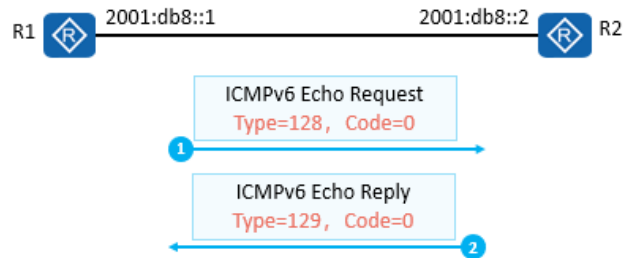 R1 R 2001:db8::1 2001:db8::2 R R2
ICMPv6 Echo Request
Type=128, Code=0
1
ICMPv6 Echo Reply
Type=129, Code=0
2